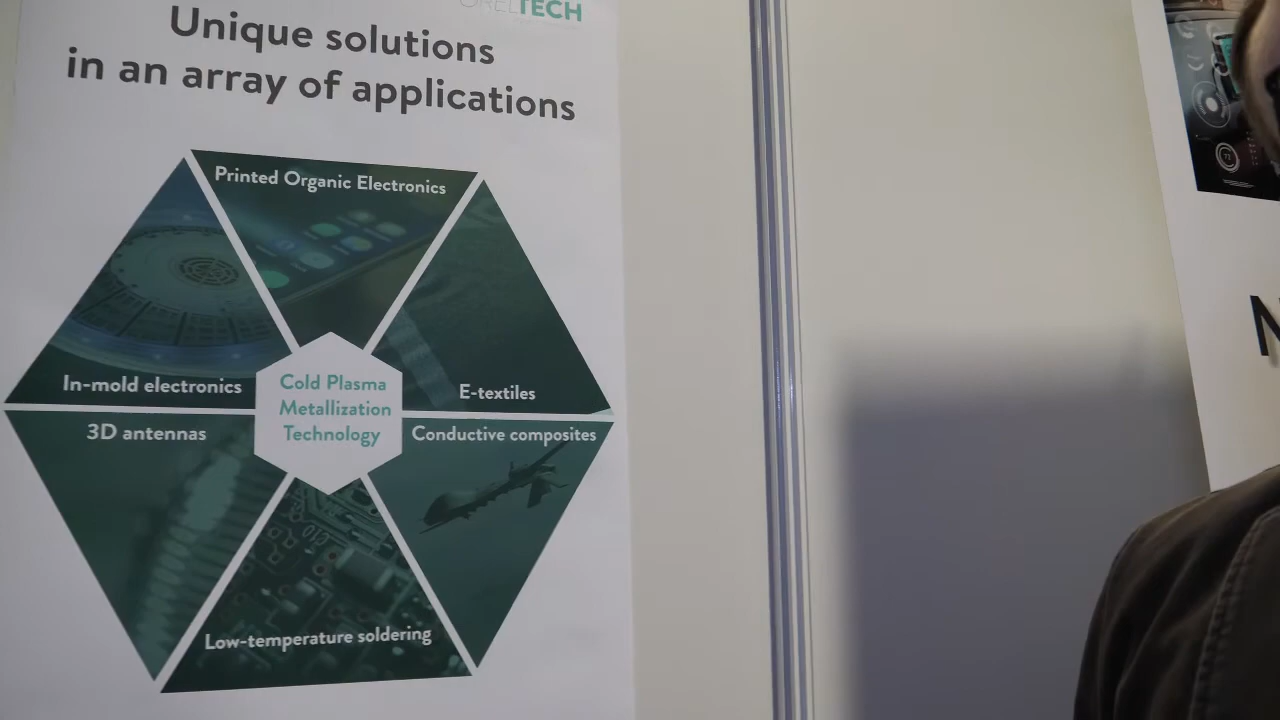 ORELTECH
Unique solutions
in an array of applications
Printed Organic Electronics
In-mold electronics
E-textiles
Cold Plasma
Metallization
Technology
3D antennas
Conductive composites
Low-temperature soldering
N